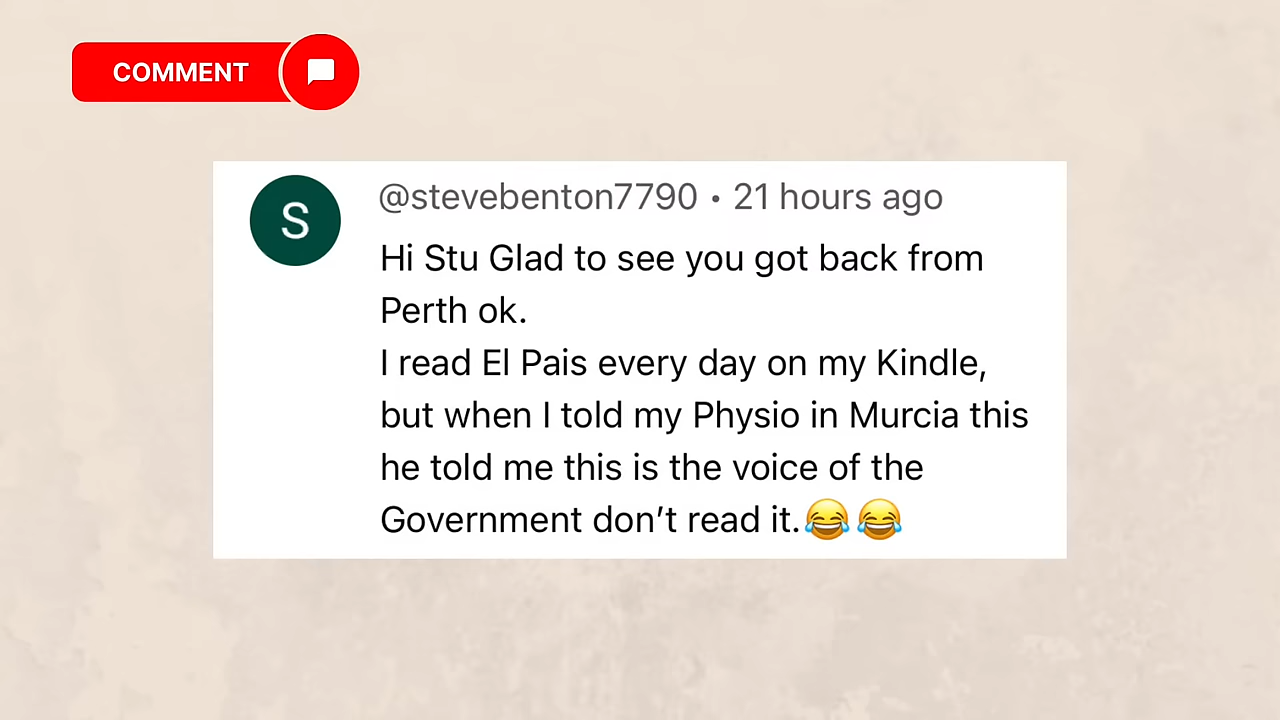 COMMENT
S
@stevebenton7790 • 21 hours ago
Hi Stu Glad to see you got back from
Perth ok.
I read El Pais every day on my Kindle,
but when I told my Physio in Murcia this
he told me this is the voice of the
Government don’t read it.😂😂